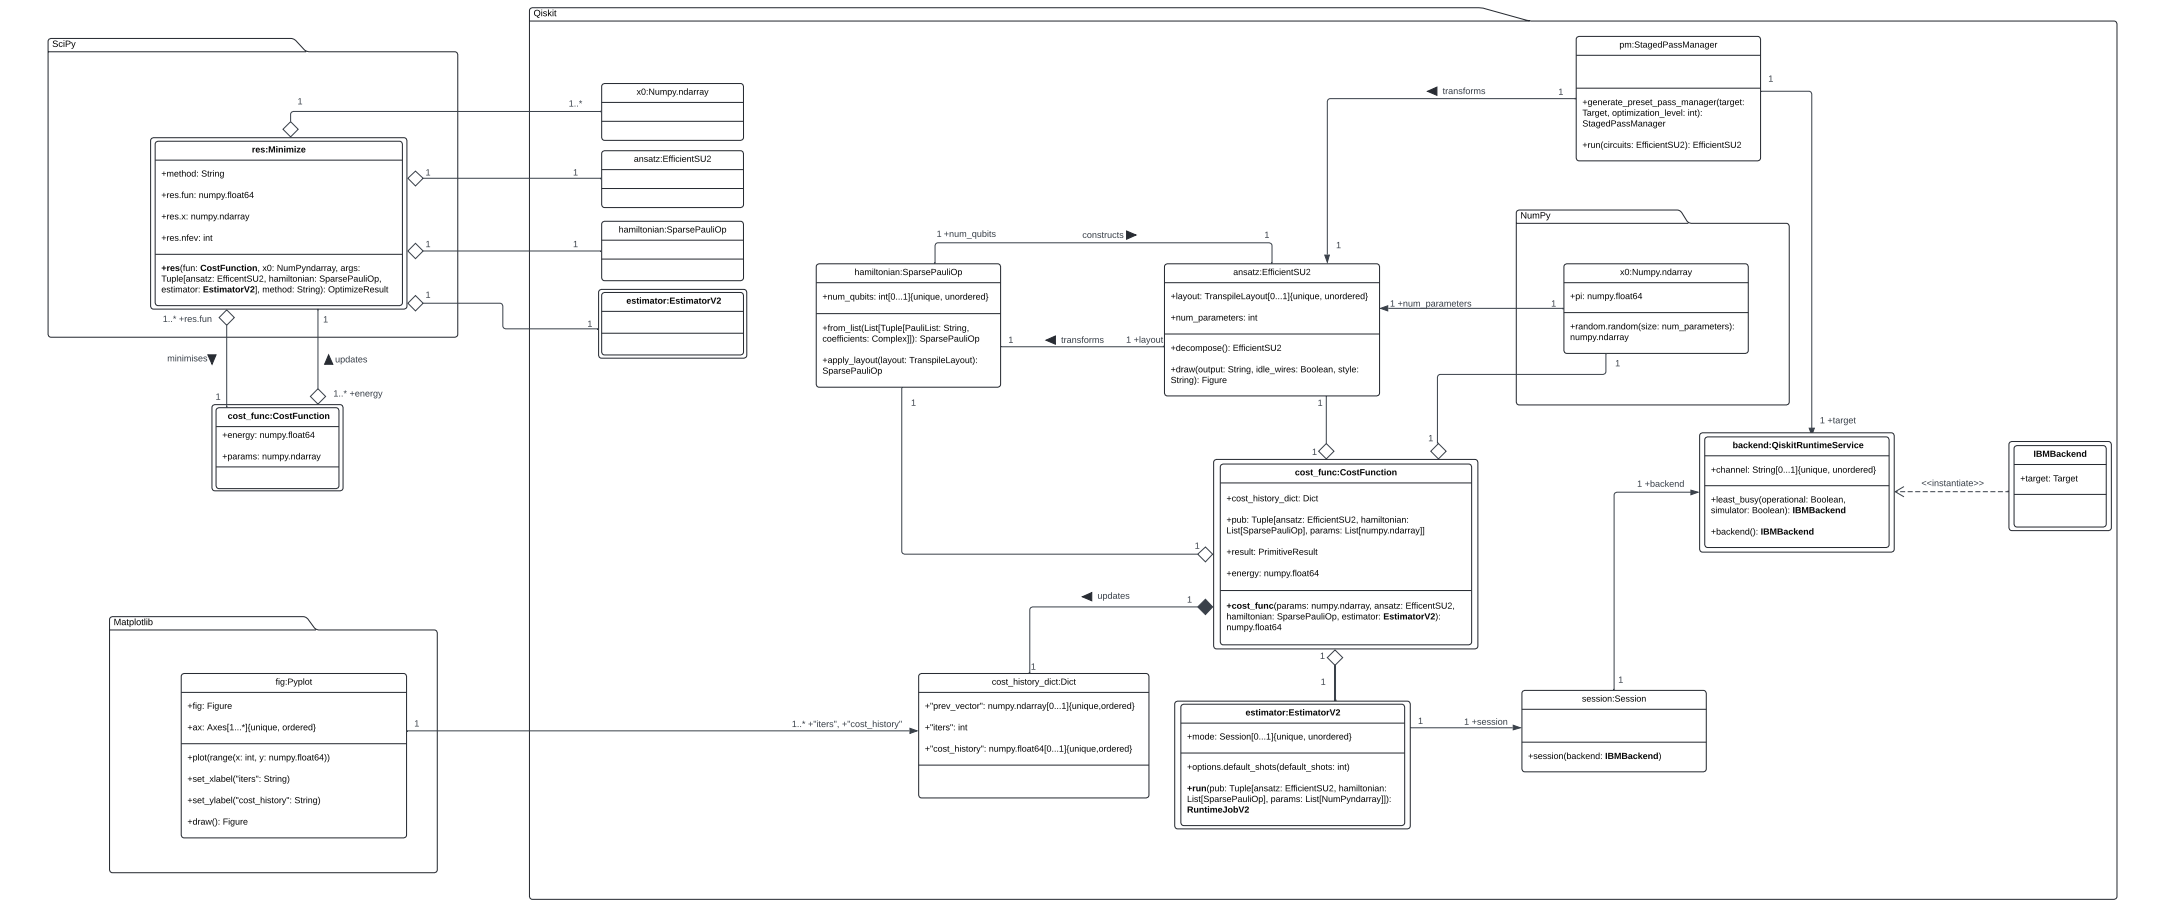 Qiskit
SciPy
1
1..*
x0:Numpy.ndarray
res:Minimize
+method: String
+res.fun: numpy.float64
+res.x: numpy.ndarray
+res.nfev: int
+res(fun: CostFunction, x0: NumPyndarray, args:
Tuple[ansatz: EfficentSU2, hamiltonian: SparsePauliOp,
estimator: EstimatorV2], method: String): OptimizeResult
1
1
ansatz:EfficientSU2
1
1
hamiltonian:SparsePauliOp
1
1
estimator:EstimatorV2
1..* +res.fun
1
minimises
updates
1
1..* +energy
cost_func:CostFunction
+energy: numpy.float64
+params: numpy.ndarray
pm:StagedPassManager
+generate_preset_pass_manager(target:
Target, optimization_level: int):
StagedPassManager
+run(circuits: EfficientSU2): EfficientSU2
transforms
1
1
1
1 +num_qubits
constructs
1
hamiltonian:SparsePauliOp
+num_qubits: int[0...1]{unique, unordered}
+from_list(List[Tuple[PauliList: String,
coefficients: Complex]]): SparsePauliOp
+apply_layout(layout: TranspileLayout):
SparsePauliOp
1
transforms
1 +layout
ansatz:EfficientSU2
+layout: TranspileLayout[0...1]{unique, unordered}
+num_parameters: int
+decompose(): EfficientSU2
+draw(output: String, idle_wires: Boolean, style:
String): Figure
1 +num_parameters
1
NumPy
x0:Numpy.ndarray
+pi: numpy.float64
+random.random(size: num_parameters):
numpy.ndarray
1
1
1
1
1
1
cost_func:CostFunction
+cost_history_dict: Dict
+pub: Tuple[ansatz: EfficientSU2, hamiltonian:
List[SparsePauliOp], params: List[numpy.ndarray]]
+result: PrimitiveResult
+energy: numpy.float64
+cost_func(params: numpy.ndarray, ansatz: EfficentSU2,
hamiltonian: SparsePauliOp, estimator: EstimatorV2):
numpy.float64
1 +target
backend:QiskitRuntimeService
+channel: String[0...1]{unique, unordered}
+least_busy(operational: Boolean,
simulator: Boolean): IBMBackend
+backend(): IBMBackend
<<instantiate>>
IBMBackend
+target: Target
1 +backend
updates
1
1
1
1
Matplotlib
fig:Pyplot
+fig: Figure
+ax: Axes[1...*]{unique, ordered}
+plot(range(x: int, y: numpy.float64))
+set_xlabel("iters": String)
+set_ylabel("cost_history": String)
+draw(): Figure
1
1..* +"iters", +"cost_history"
cost_history_dict:Dict
+"prev_vector": numpy.ndarray[0...1]{unique,ordered}
+"iters": int
+"cost_history": numpy.float64[0...1]{unique,ordered}
estimator:EstimatorV2
+mode: Session[0...1]{unique, unordered}
+options.default_shots(default_shots: int)
+run(pub: Tuple[ansatz: EfficientSU2, hamiltonian:
List[SparsePauliOp], params: List[NumPyndarray]]):
RuntimeJobV2
1
1 +session
1
session:Session
+session(backend: IBMBackend)